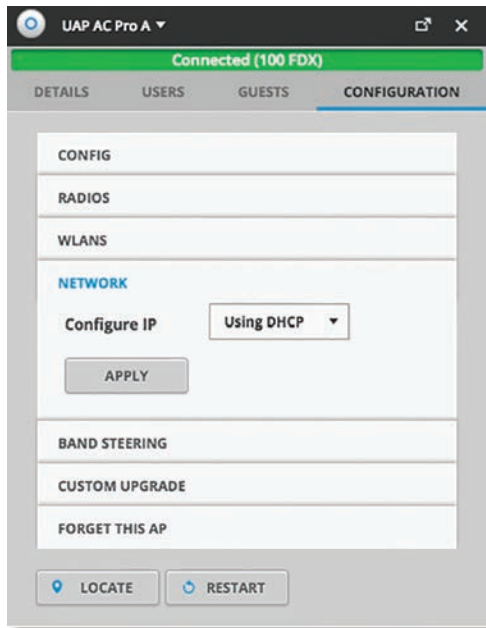 UAP AC Pro A
Connected (100 FDX)
DETAILS USERS GUESTS CONFIGURATION
CONFIG
RADIOS
WLANS
NETWORK
Configure IP Using DHCP
APPLY
BAND STEERING
CUSTOM UPGRADE
FORGET THIS AP
LOCATE RESTART